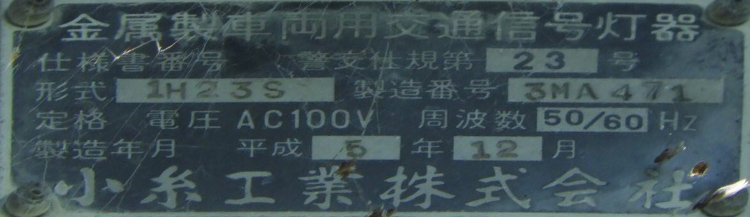 金属製車両用交通信号灯器
仕様書番号 警交仕規第 23 号
形式 1H23S 製造番号 3MA471
定格 電圧 AC100V 周波数 50/60 Hz
製造年月 平成 5 年 12 月
小糸工業株式会社